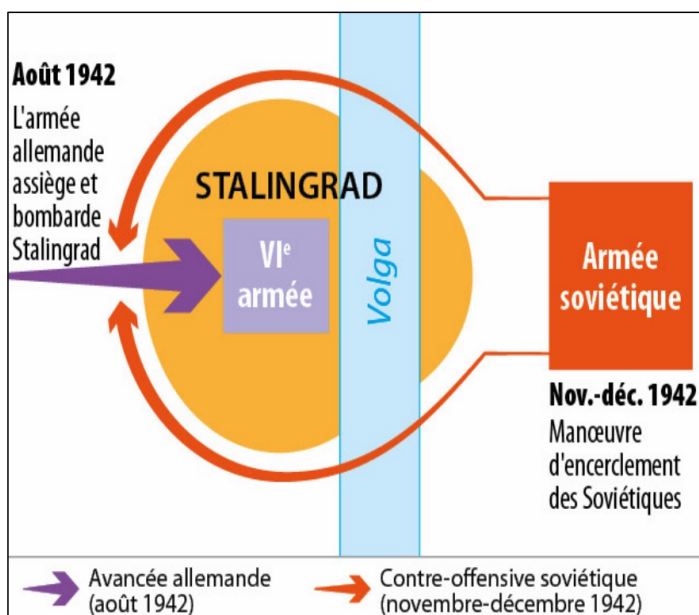 Août 1942
L'armée
allemande
assiège et
bombarde
Stalingrad
STALINGRAD
VIe
armée
Volga
Armée
soviétique
Nov.-déc. 1942
Manœuvre
d'encerclement
des Soviétiques
Avancée allemande
(août 1942)
Contre-offensive soviétique
(novembre-décembre 1942)